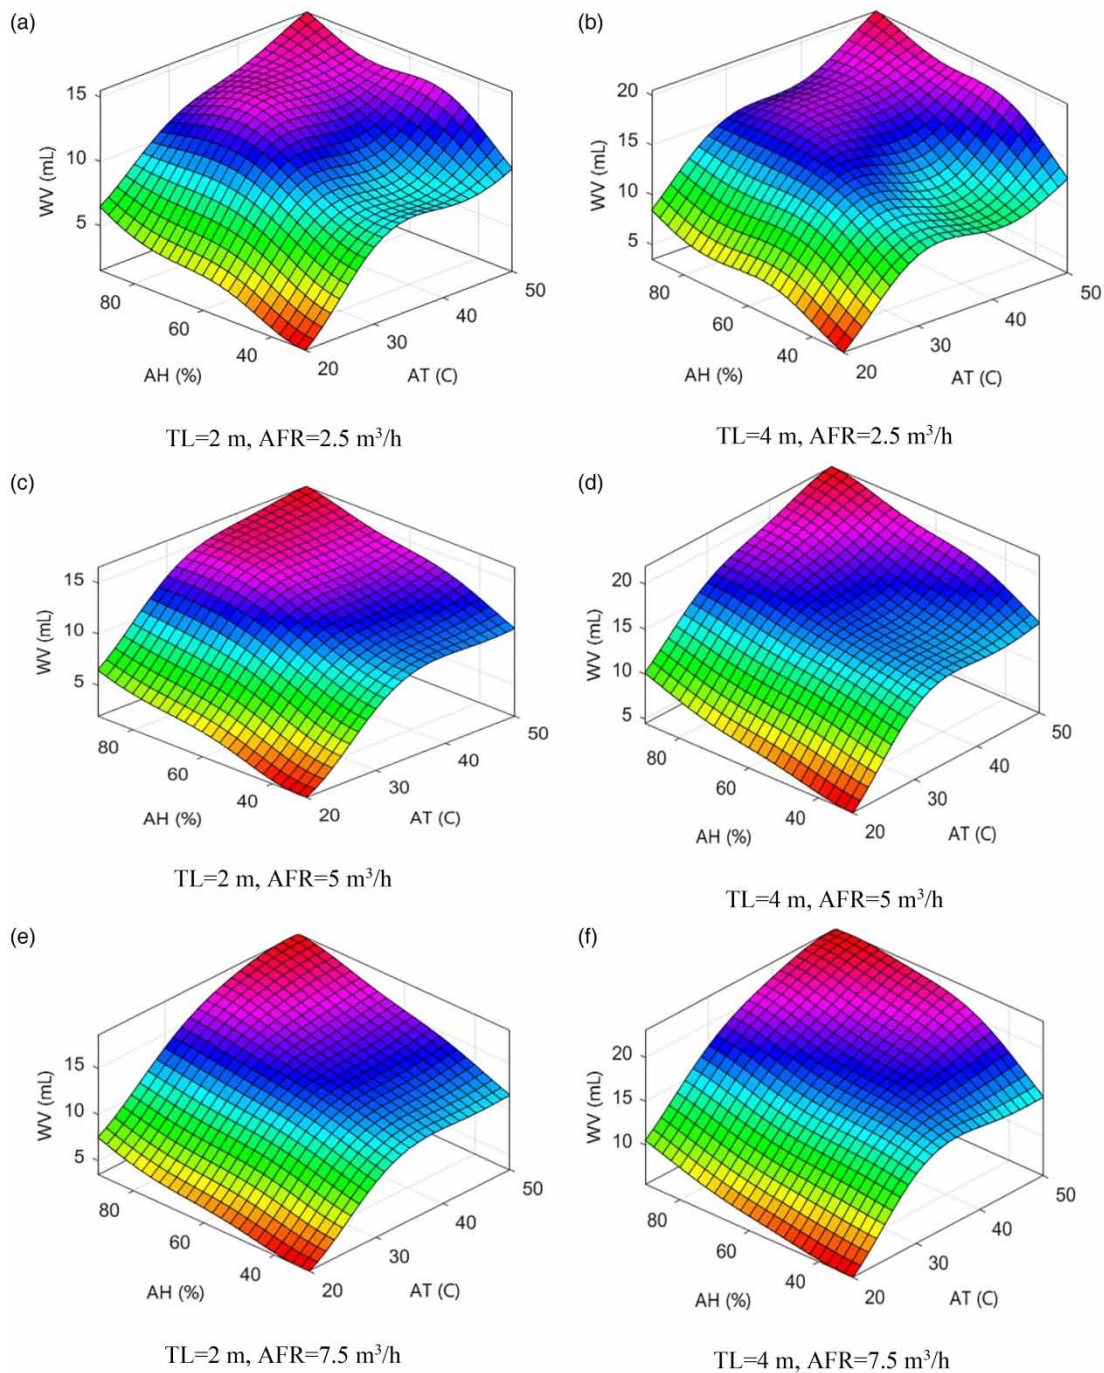 (a)
15
10
5
WV (mL)
80
60
40
AH (%)
20
30
40
50
AT (C)
TL=2 m, AFR=2.5 m³/h
(b)
20
15
10
5
WV (mL)
80
60
40
AH (%)
20
30
40
50
AT (C)
TL=4 m, AFR=2.5 m³/h
(c)
15
10
5
WV (mL)
80
60
40
AH (%)
20
30
40
50
AT (C)
TL=2 m, AFR=5 m³/h
(d)
20
15
10
5
WV (mL)
80
60
40
AH (%)
20
30
40
50
AT (C)
TL=4 m, AFR=5 m³/h
(e)
15
10
5
WV (mL)
80
60
40
AH (%)
20
30
40
50
AT (C)
TL=2 m, AFR=7.5 m³/h
(f)
20
15
10
WV (mL)
80
60
40
AH (%)
20
30
40
50
AT (C)
TL=4 m, AFR=7.5 m³/h